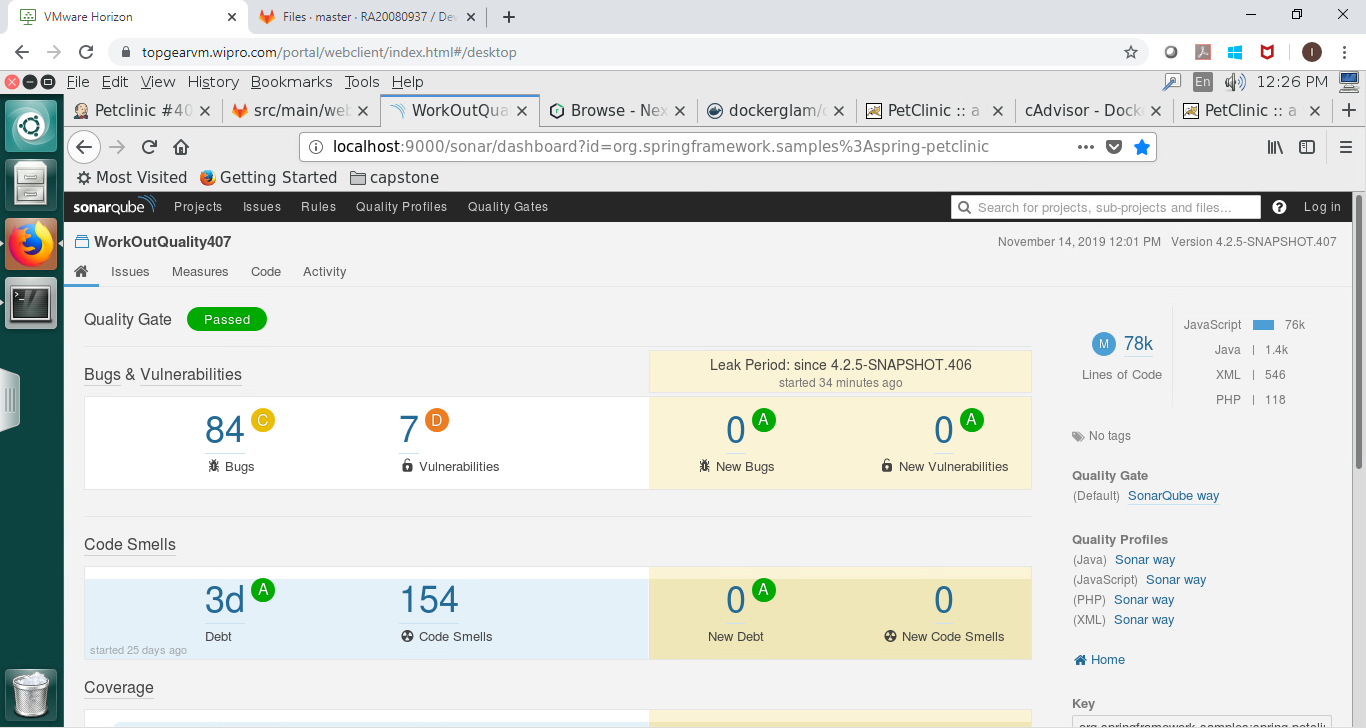 VMware Horizon
Files · master · RA20080937 / Dev
topgearvm.wipro.com/portal/webclient/index.html#/desktop
I
File Edit View History Bookmarks Tools Help
En
12:26 PM
Petclinic #40
src/main/web
WorkOutQua
Browse - Nex
dockerglam/c
PetClinic :: a
cAdvisor - Docke
PetClinic :: a
localhost:9000/sonar/dashboard?id=org.springframework.samples%3Aspring-petclinic
Most Visited Getting Started capstone
sonarqube Projects Issues Rules Quality Profiles Quality Gates
Search for projects, sub-projects and files...
? Log in
WorkOutQuality407
November 14, 2019 12:01 PM Version 4.2.5-SNAPSHOT.407
Issues Measures Code Activity
Quality Gate Passed
Bugs & Vulnerabilities
Leak Period: since 4.2.5-SNAPSHOT.406
started 34 minutes ago
84 C
Bugs
7 D
Vulnerabilities
0 A
New Bugs
0 A
New Vulnerabilities
Code Smells
3d A
Debt
154
Code Smells
started 25 days ago
0 A
New Debt
0
New Code Smells
Coverage
M 78k
Lines of Code
JavaScript 76k
Java 1.4k
XML 546
PHP 118
No tags
Quality Gate
(Default) SonarQube way
Quality Profiles
(Java) Sonar way
(JavaScript) Sonar way
(PHP) Sonar way
(XML) Sonar way
Home
Key